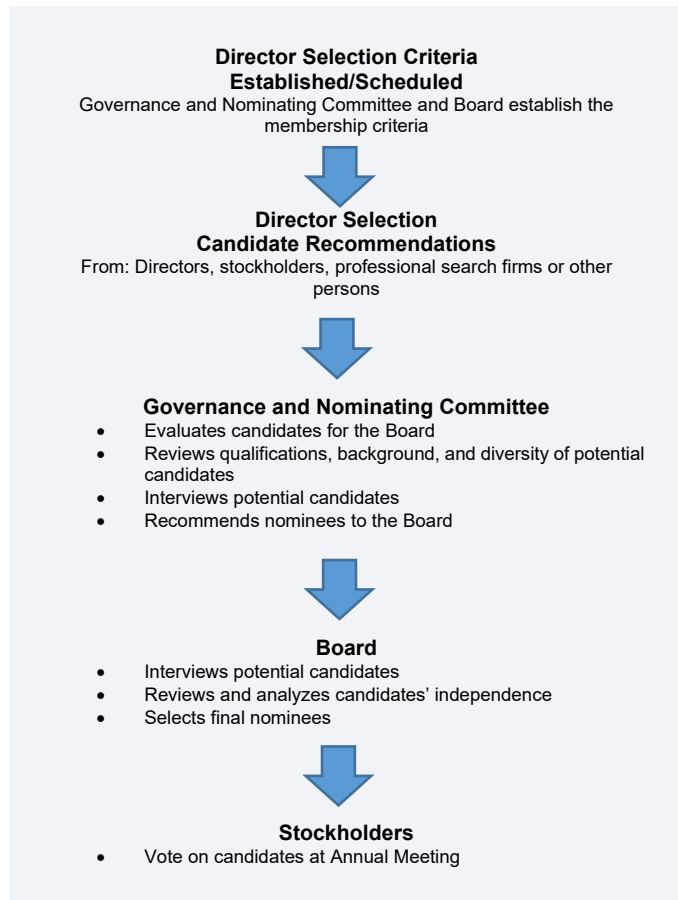 Director Selection Criteria
Established/Scheduled
Governance and Nominating Committee and Board establish the
membership criteria
Director Selection
Candidate Recommendations
From: Directors, stockholders, professional search firms or other
persons
Governance and Nominating Committee
• Evaluates candidates for the Board
• Reviews qualifications, background, and diversity of potential
candidates
• Interviews potential candidates
• Recommends nominees to the Board
Board
• Interviews potential candidates
• Reviews and analyzes candidates’ independence
• Selects final nominees
Stockholders
• Vote on candidates at Annual Meeting